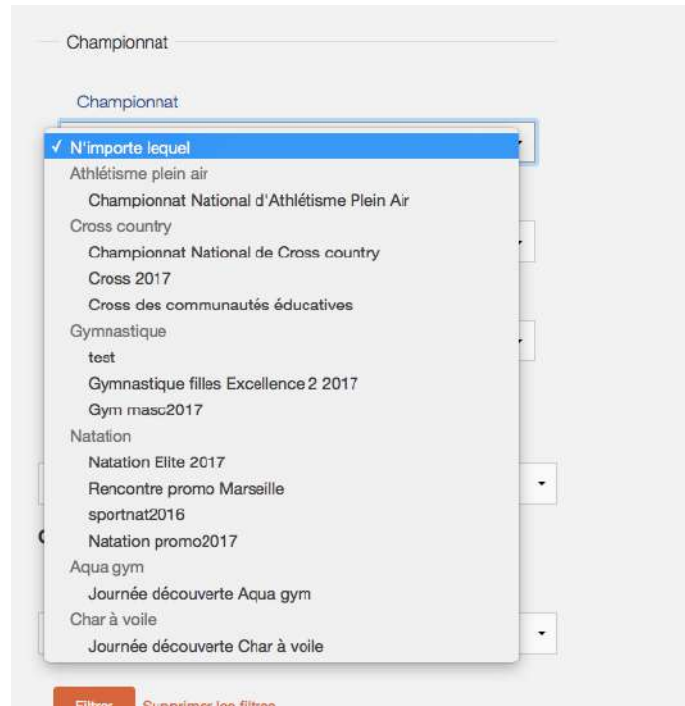 Championnat
Championnat
✓ N'importe lequel
Athlétisme plein air
Championnat National d'Athlétisme Plein Air
Cross country
Championnat National de Cross country
Cross 2017
Cross des communautés éducatives
Gymnastique
test
Gymnastique filles Excellence 2 2017
Gym masc2017
Natation
Natation Elite 2017
Rencontre promo Marseille
sportnat2016
Natation promo2017
Aqua gym
Journée découverte Aqua gym
Char à voile
Journée découverte Char à voile
Filtrer Supprimer les filtres